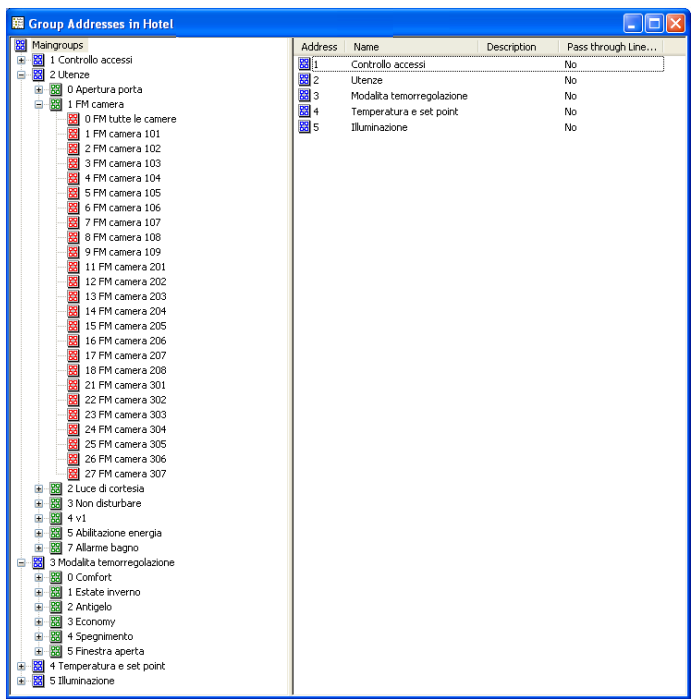 Group Addresses in Hotel
Maingroups
1 Controllo accessi
2 Utenze
0 Apertura porta
1 FM camera
0 FM tutte le camere
1 FM camera 101
2 FM camera 102
3 FM camera 103
4 FM camera 104
5 FM camera 105
6 FM camera 106
7 FM camera 107
8 FM camera 108
9 FM camera 109
11 FM camera 201
12 FM camera 202
13 FM camera 203
14 FM camera 204
15 FM camera 205
16 FM camera 206
17 FM camera 207
18 FM camera 208
21 FM camera 301
22 FM camera 302
23 FM camera 303
24 FM camera 304
25 FM camera 305
26 FM camera 306
27 FM camera 307
2 Luce di cortesia
3 Non disturbare
4 v1
5 Abilitazione energia
7 Allarme bagno
3 Modalita temorregolazione
0 Comfort
1 Estate inverno
2 Antigelo
3 Economy
4 Spegnimento
5 Finestra aperta
4 Temperatura e set point
5 Illuminazione
Address Name Description Pass through Line...
1 Controllo accessi No
2 Utenze No
3 Modalita temorregolazione No
4 Temperatura e set point No
5 Illuminazione No